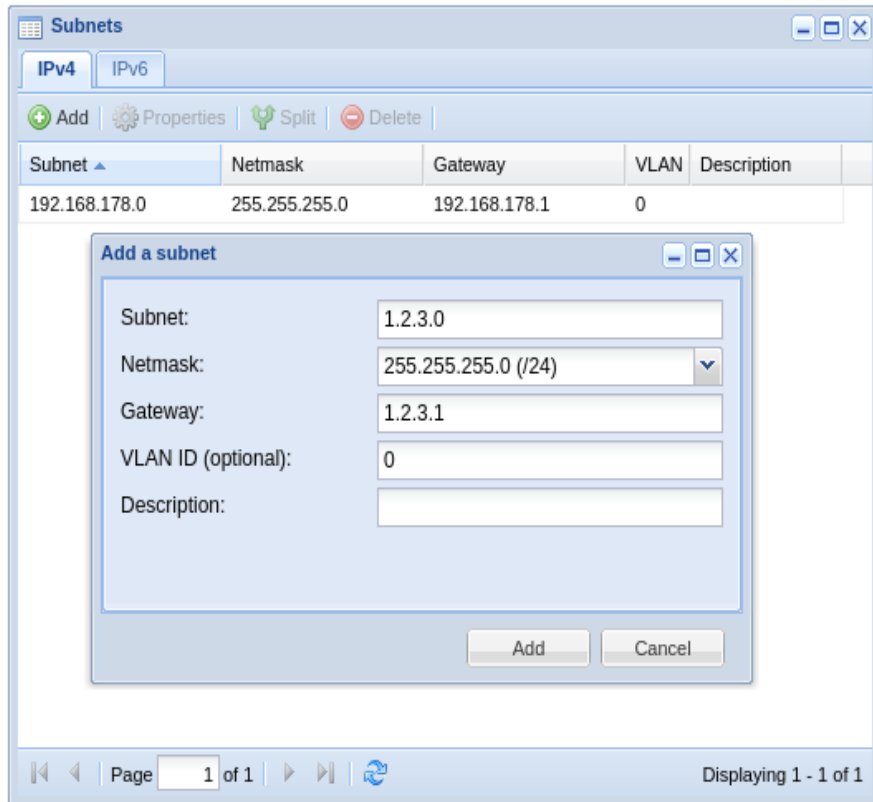 Subnets
IPv4 IPv6
Add Properties Split Delete
Subnet Netmask Gateway VLAN Description
192.168.178.0 255.255.255.0 192.168.178.1 0
Add a subnet
Subnet: 1.2.3.0
Netmask: 255.255.255.0 (/24)
Gateway: 1.2.3.1
VLAN ID (optional): 0
Description:
Add Cancel
Page 1 of 1 Displaying 1 - 1 of 1